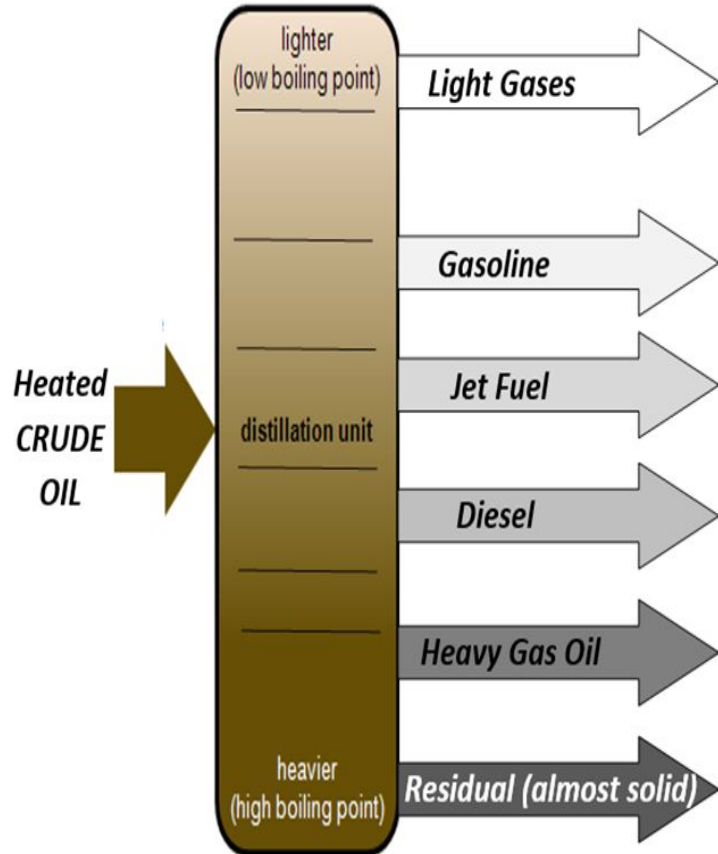 lighter
(low boiling point)
Light Gases
Gasoline
Jet Fuel
Heated
CRUDE
OIL
distillation unit
Diesel
Heavy Gas Oil
heavier
(high boiling point)
Residual (almost solid)